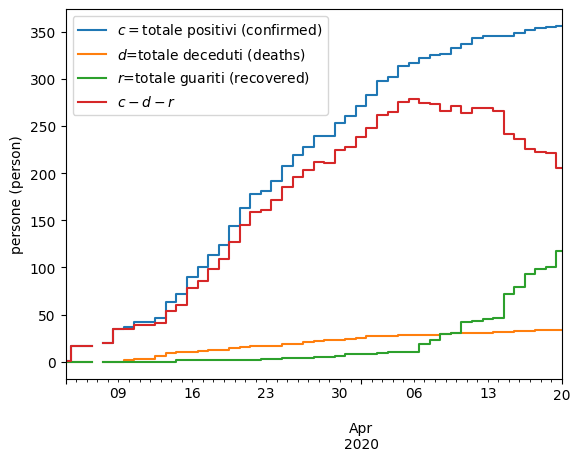 c = totale positivi (confirmed)
d=totale deceduti (deaths)
r=totale guariti (recovered)
c − d − r
persone (person)
350
300
250
200
150
100
50
0
09 16 23 30 06 13 20
Apr
2020